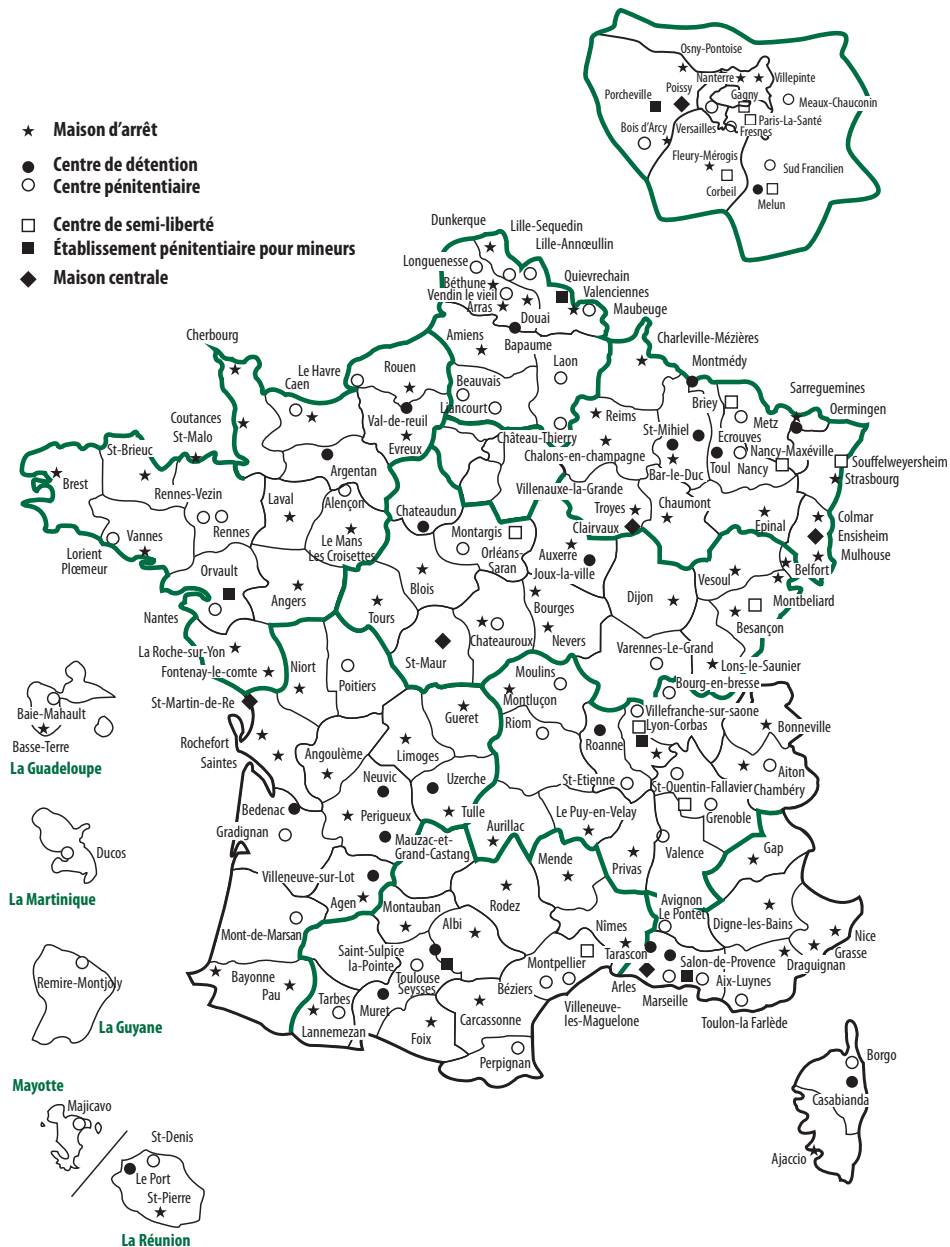 Maison d'arrêt
Centre de détention
Centre pénitentiaire
Centre de semi-liberté
Établissement pénitentiaire pour mineurs
Maison centrale
Osny-Pontoise
Nanterre
Villepinte
Poissy
Porcheville
Gagny
Meaux-Chauconin
Paris-La-Santé
Bois d'Arcy
Versailles
Fresnes
Fleury-Mérogis
Sud Francilien
Corbeil
Melun
Dunkerque
Lille-Sequedin
Lille-Annœullin
Longuenesse
Quievrechain
Béthune
Valenciennes
Vendin le vieil
Arras
Maubeuge
Douai
Cherbourg
Amiens
Bapaume
Charleville-Mézières
Laon
Montmédy
Le Havre
Rouen
Caen
Beauvais
Sarreguemines
Briey
Oermingen
Liancourt
Reims
Coutances
Val-de-reuil
St-Mihiel
Metz
St-Malo
Château-Thierry
Ecrouves
St-Brieuc
Evreux
Chalons-en-champagne
Nancy-Maxéville
Souffelweyersheim
Argentan
Bar-le-Duc
Toul
Nancy
Strasbourg
Brest
Villenaux-la-Grande
Rennes-Vezin
Laval
Alençon
Troyes
Chaumont
Chateaudun
Clairvaux
Epinal
Colmar
Rennes
Montargis
Vannes
Le Mans
Les Croisettes
Ensisheim
Auxerre
Mulhouse
Lorient
Plœmeur
Orléans-
Saran
Joux-la-ville
Belfort
Orvault
Blois
Vesoul
Angers
Dijon
Montbeliard
Bourges
Nantes
Tours
Besançon
Chateauroux
Nevers
La Roche-sur-Yon
Varennes-Le-Grand
St-Maur
Fontenay-le-comte
Niort
Lons-le-Saunier
Moulins
Bourg-en-bresse
Poitiers
St-Martin-de-Re
Montluçon
Baie-Mahault
Gueret
Villefranche-sur-saone
Riom
Lyon-Corbas
Bonneville
Basse-Terre
Rochefort
Roanne
La Guadeloupe
Saintes
Angoulème
Limoges
Aiton
Neuvic
Uzerche
St-Etienne
St-Quentin-Fallavier
Chambéry
Bedenac
Perigueux
Tulle
Le Puy-en-Velay
Grenoble
Gradignan
Aurillac
Mauzac-et-
Grand-Castang
Ducos
Mende
Valence
Gap
Privas
Villeneuve-sur-Lot
La Martinique
Agen
Rodez
Avignon
Le Pontet
Montauban
Albi
Digne-les-Bains
Mont-de-Marsan
Nîmes
Nice
Saint-Sulpice
la-Pointe
Tarascon
Grasse
Salon-de-Provence
Draguignan
Remire-Montjoly
Bayonne
Montpellier
Toulouse
Seysses
Aix-Luynes
Pau
Béziers
Arles
Tarbes
Marseille
Muret
Villeneuve-
les-Maguelone
La Guyane
Carcassonne
Toulon-la Farlède
Lannemezan
Foix
Perpignan
Borgo
Mayotte
Casabianda
Majicavo
St-Denis
Ajaccio
Le Port
St-Pierre
La Réunion